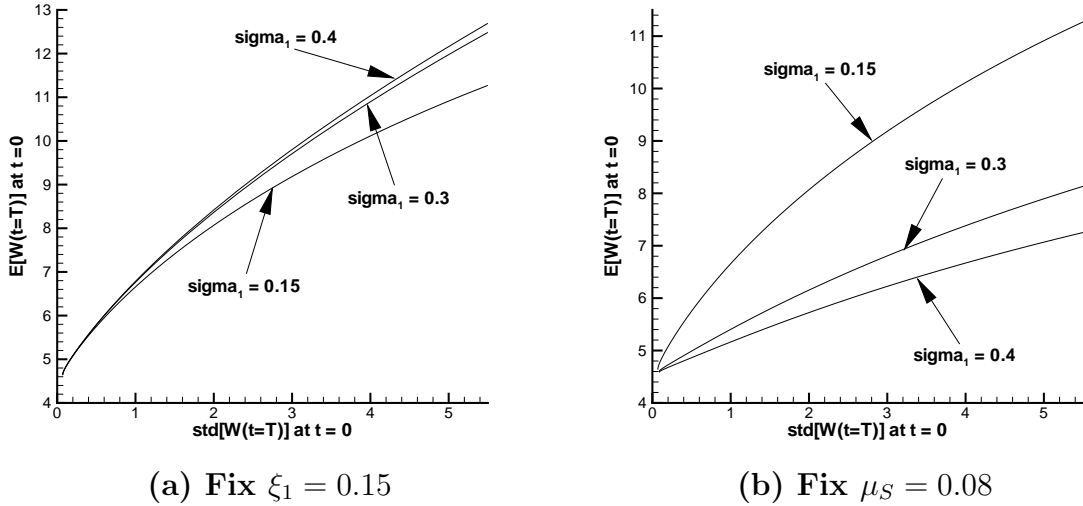 13
12
11
10
9
8
7
6
5
4
0
1
2
3
4
5
E[W(t=T)] at t =0
std[W(t=T)] at t = 0
sigma₁ = 0.4
sigma₁ = 0.3
sigma₁ = 0.15
(a) Fix ξ₁ = 0.15
11
10
9
8
7
6
5
4
0
1
2
3
4
5
E[W(t=T)] at t =0
std[W(t=T)] at t = 0
sigma₁ = 0.15
sigma₁ = 0.3
sigma₁ = 0.4
(b) Fix μ_S = 0.08